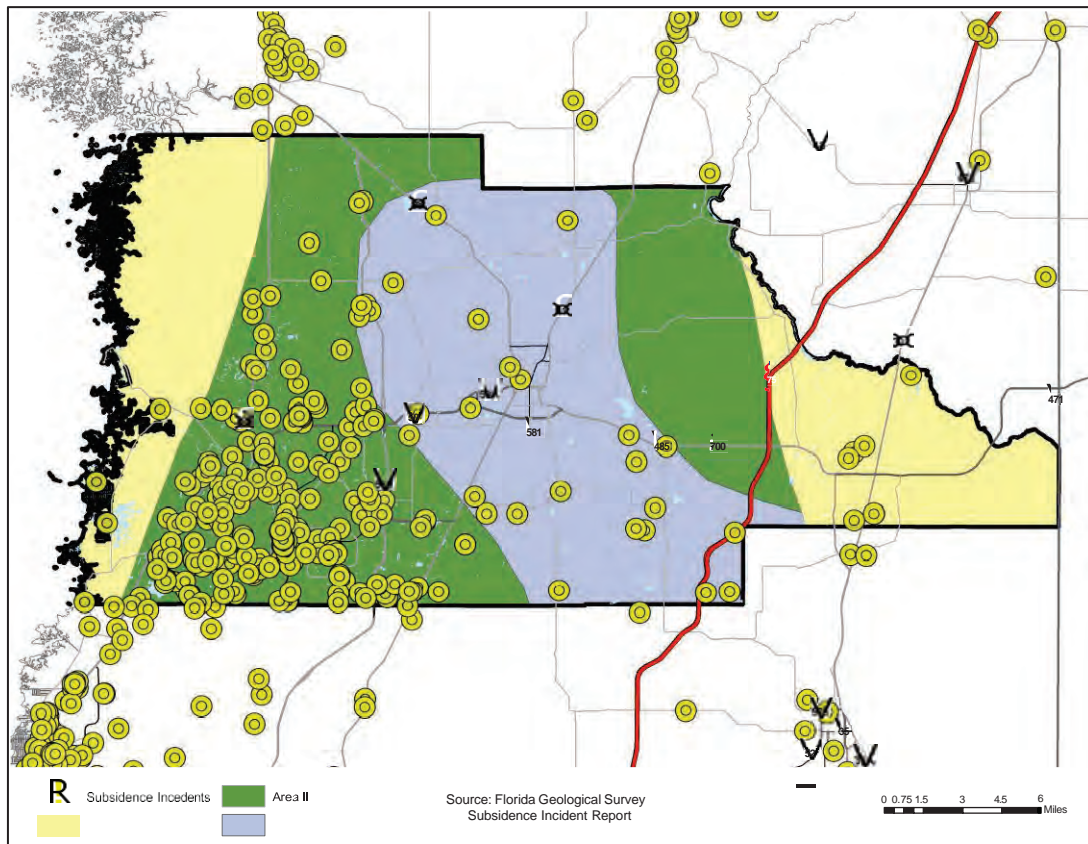 471
581
485
700
R Subsidence Incedents
Area II
Source: Florida Geological Survey
Subsidence Incident Report
0 0.75 1.5 3 4.5 6
Miles